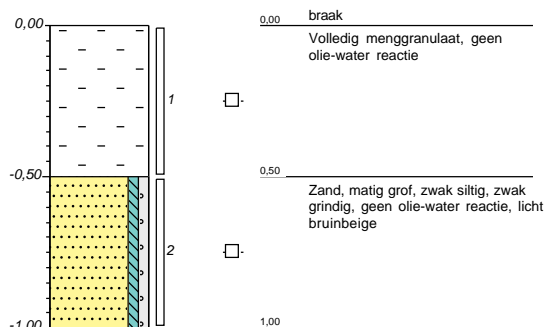 0,00
0,00
braak
Volledig menggranulaat, geen
olie-water reactie
1
-0,50
0,50
Zand, matig grof, zwak siltig, zwak
grindig, geen olie-water reactie, licht
bruinbeige
2
-1,00
1,00